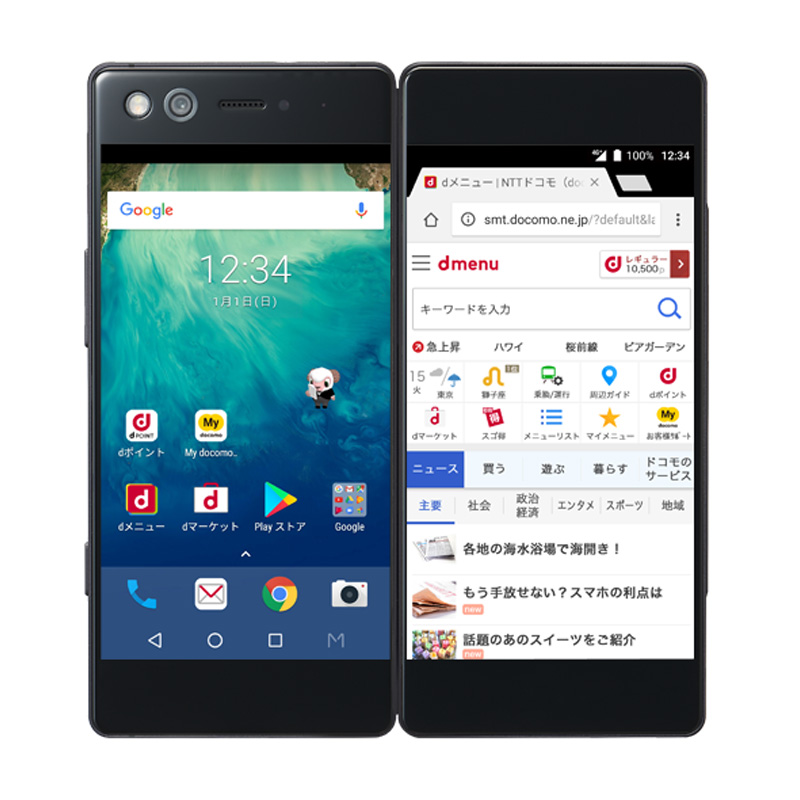 Google
12:34
1月1日(日)
d POINT
My docomo
dポイント
My docomo..
dメニュー
dマーケット
Play ストア
Google
M
4G 100% 12:34
dメニュー | NTTドコモ（do
smt.docomo.ne.jp/?default&la
dmenu
レギュラー
10,500p
キーワードを入力
急上昇 ハワイ 桜前線 ビアガーデン
15
火 東京 獅子座 乗換/運行 周辺ガイド dポイント
得 My docomo
dマーケット スゴ得 メニューリスト マイメニュー お客様ｻﾎﾟｰﾄ
ニュース 買う 遊ぶ 暮らす ドコモの
サービス
主要 社会 政治
経済 エンタメ スポーツ 地域
各地の海水浴場で海開き！
もう手放せない？スマホの利点は
new
話題のあのスイーツをご紹介
new